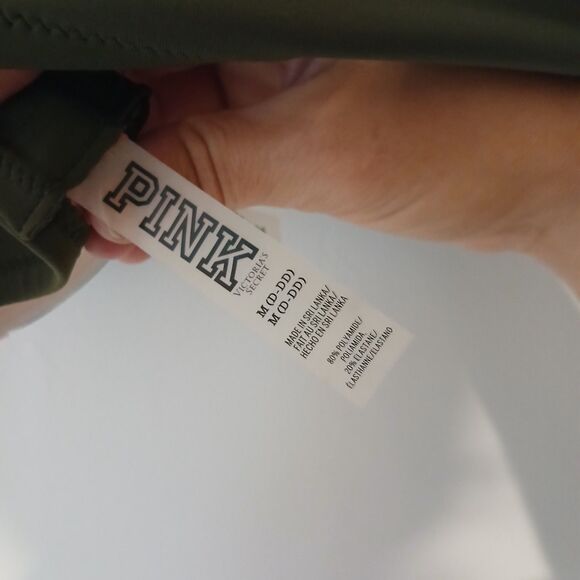 PINK
VICTORIA'S
SECRET
M (D-DD)
M (D-DD)
MADE IN SRI LANKA/
FAIT AU SRI LANKA/
HECHO EN SRI LANKA
80% POLYAMIDE/
POLIAMIDA
20% ELASTANE/
ÉLASTHANNE/ELASTANO